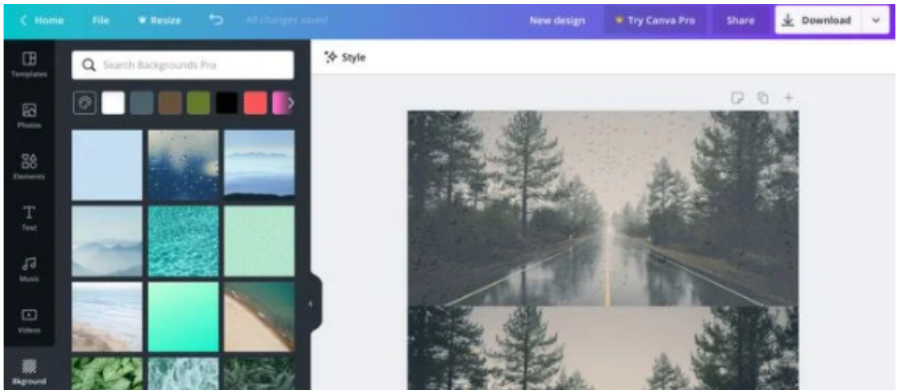 Home File Resize All changes saved New design Try Canva Pro Share Download
Templates
Search Backgrounds Pro
Style
Photos
Elements
Text
Music
Videos
Bkground